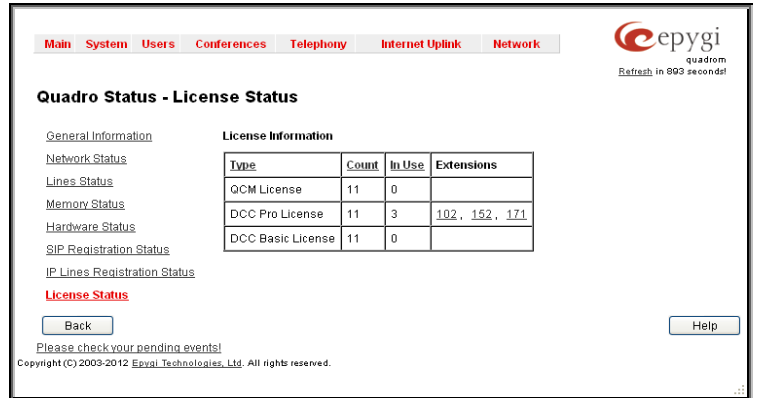 Main System Users Conferences Telephony Internet Uplink Network
epygi
quadrom
Refresh in 893 seconds!
Quadro Status - License Status
General Information
Network Status
Lines Status
Memory Status
Hardware Status
SIP Registration Status
IP Lines Registration Status
License Status
License Information
Type Count In Use Extensions
QCM License 11 0
DCC Pro License 11 3 102, 152, 171
DCC Basic License 11 0
Back
Help
Please check your pending events!
Copyright (C) 2003-2012 Epygi Technologies, Ltd. All rights reserved.